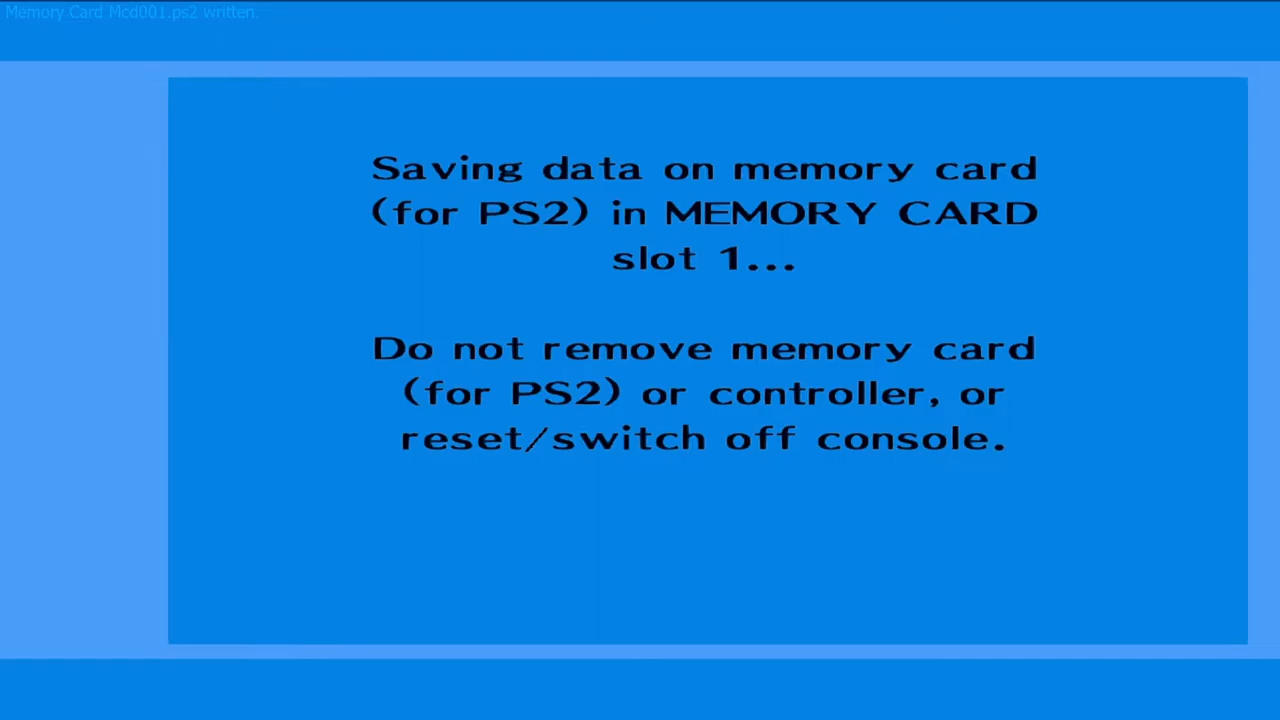 Memory Card Mcd001.ps2 written.
Saving data on memory card
(for PS2) in MEMORY CARD
slot 1...
Do not remove memory card
(for PS2) or controller, or
reset/switch off console.